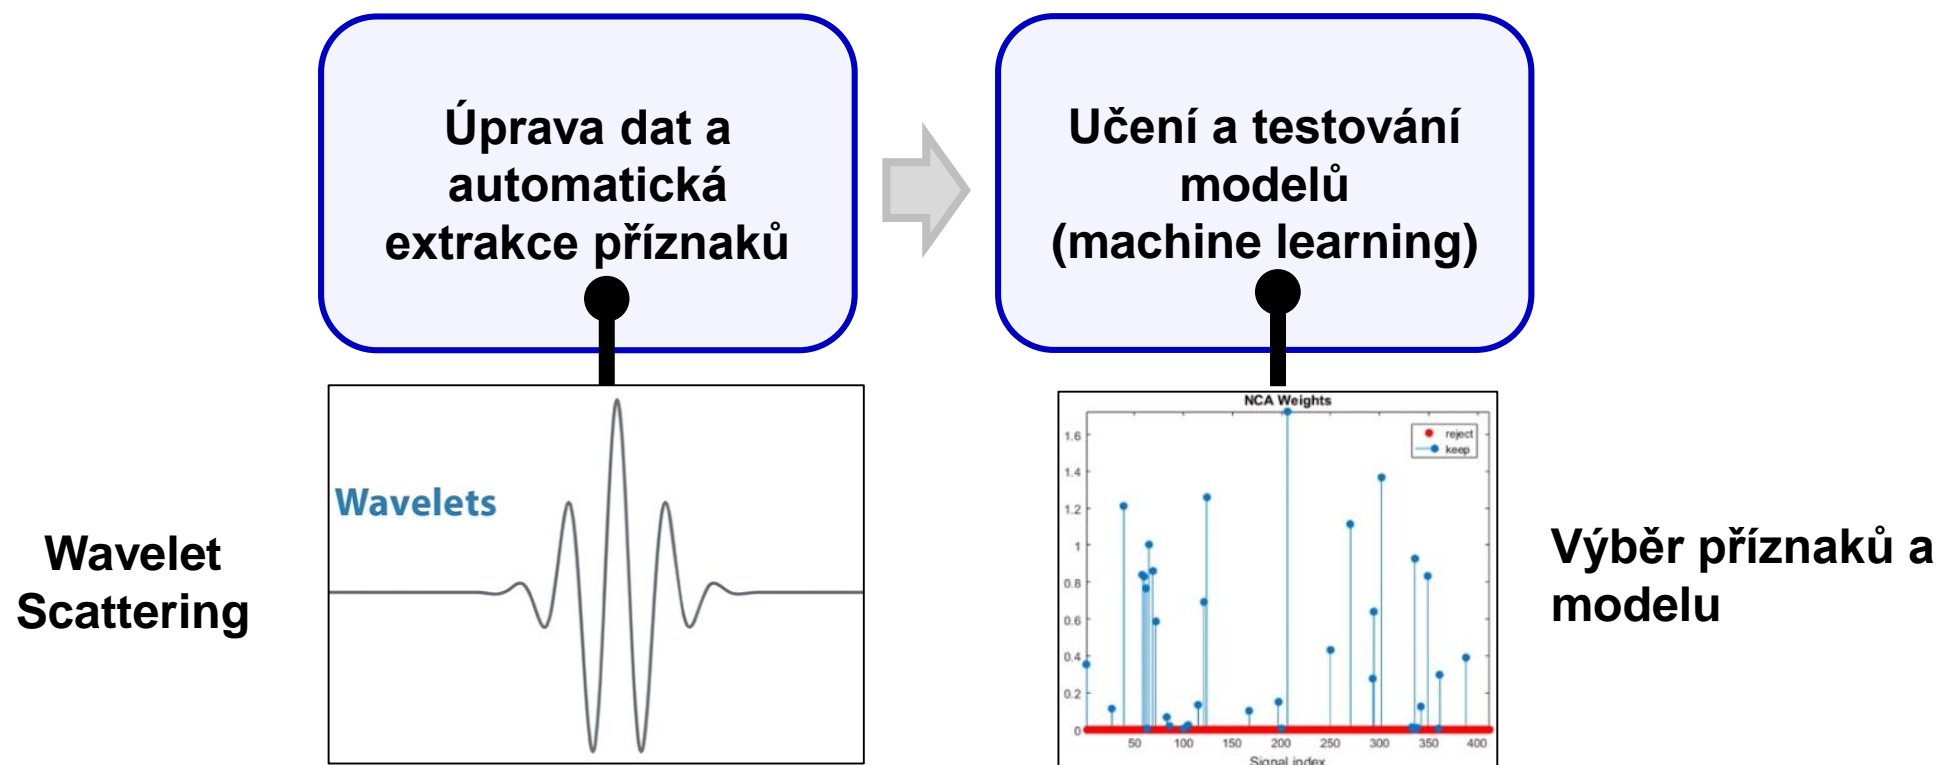 Úprava dat a
automatická
extrakce příznaků
Učení a testování
modelů
(machine learning)
Wavelet
Scattering
Wavelets
NCA Weights
reject
keep
1.6
1.4
1.2
1
0.8
0.6
0.4
0.2
0
50 100 150 200 250 300 350 400
Signal index
Výběr příznaků a
modelu